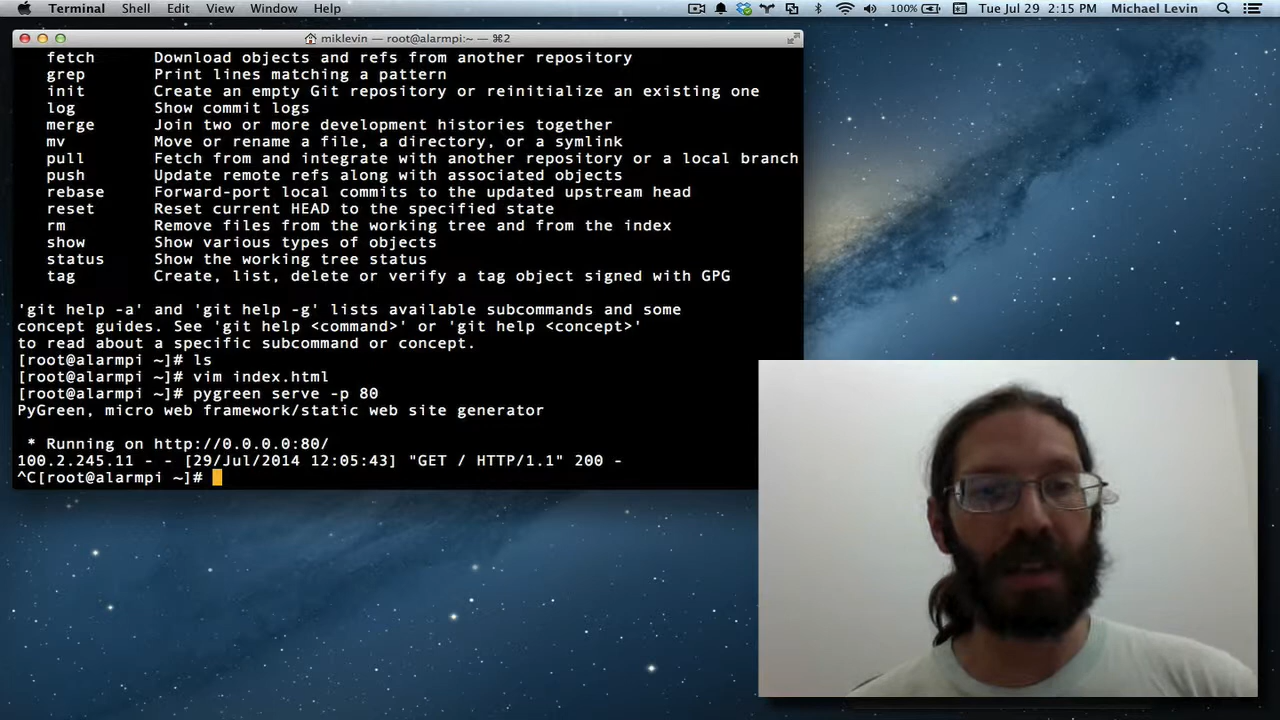 Terminal Shell Edit View Window Help 100% Tue Jul 29 2:15 PM Michael Levin
miklevin — root@alarmpi:~ — ⌘2
fetch Download objects and refs from another repository
grep Print lines matching a pattern
init Create an empty Git repository or reinitialize an existing one
log Show commit logs
merge Join two or more development histories together
mv Move or rename a file, a directory, or a symlink
pull Fetch from and integrate with another repository or a local branch
push Update remote refs along with associated objects
rebase Forward-port local commits to the updated upstream head
reset Reset current HEAD to the specified state
rm Remove files from the working tree and from the index
show Show various types of objects
status Show the working tree status
tag Create, list, delete or verify a tag object signed with GPG
'git help -a' and 'git help -g' lists available subcommands and some
concept guides. See 'git help <command>' or 'git help <concept>'
to read about a specific subcommand or concept.
[root@alarmpi ~]# ls
[root@alarmpi ~]# vim index.html
[root@alarmpi ~]# pygreen serve -p 80
PyGreen, micro web framework/static web site generator
* Running on http://0.0.0.0:80/
100.2.245.11 - - [29/Jul/2014 12:05:43] "GET / HTTP/1.1" 200 -
^C[root@alarmpi ~]#